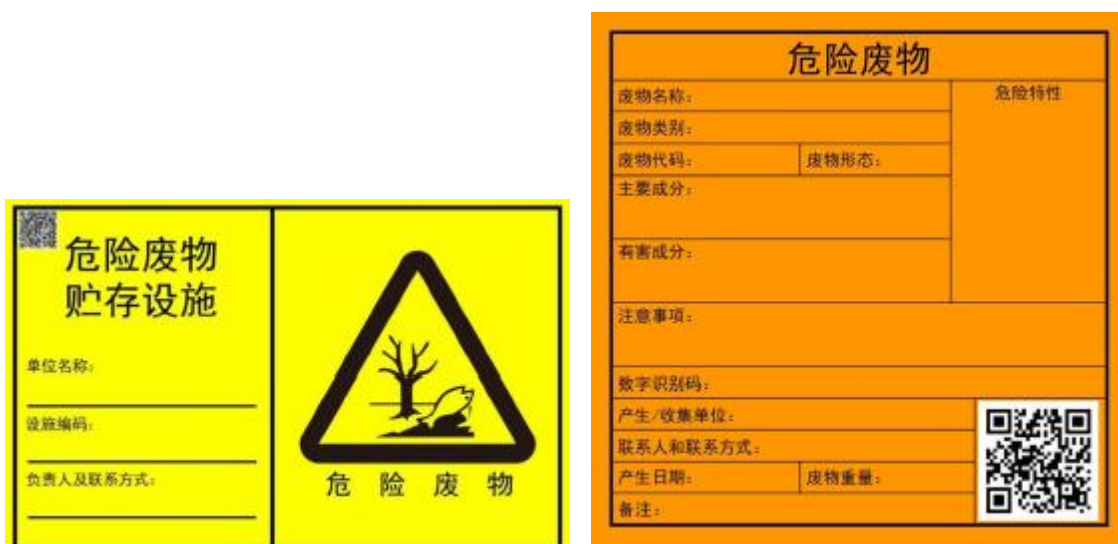 危险废物
贮存设施
单位名称：
设施编码：
负责人及联系方式：
危险废物
危险废物
废物名称：
危险特性
废物类别：
废物代码：
废物形态：
主要成分：
有害成分：
注意事项：
数字识别码：
产生/收集单位：
联系人和联系方式：
产生日期：
废物重量：
备注：